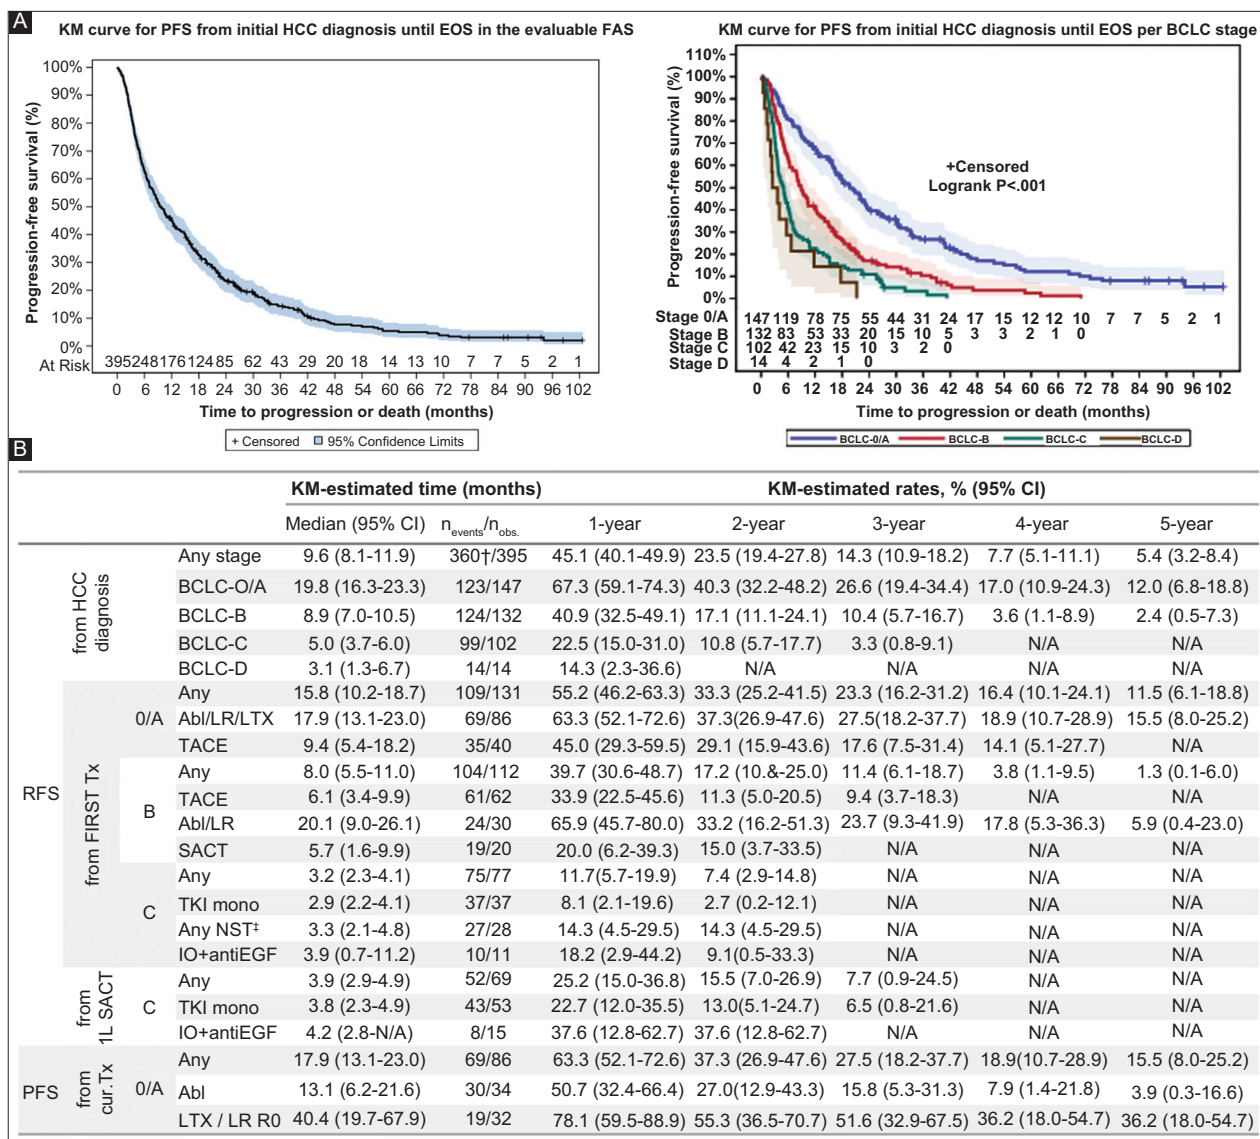 A
KM curve for PFS from initial HCC diagnosis until EOS in the evaluable FAS
Progression-free survival (%)
100%
90%
80%
70%
60%
50%
40%
30%
20%
10%
0%
At Risk 395 248 176 124 85 62 43 29 20 18 14 13 10 7 7 5 2 1
0 6 12 18 24 30 36 42 48 54 60 66 72 78 84 90 96 102
Time to progression or death (months)
+ Censored 95% Confidence Limits
KM curve for PFS from initial HCC diagnosis until EOS per BCLC stage
Progression-free survival (%)
110%
100%
90%
80%
70%
60%
50%
40%
30%
20%
10%
0%
+Censored
Logrank P<.001
Stage 0/A 147 119 78 75 55 44 31 24 17 15 12 12 10 7 7 5 2 1
Stage B 132 83 53 33 20 15 10 5 3 3 2 1 0
Stage C 102 42 23 15 10 3 2 0
Stage D 14 4 2 1 0
0 6 12 18 24 30 36 42 48 54 60 66 72 78 84 90 96 102
Time to progression or death (months)
BCLC-0/A BCLC-B BCLC-C BCLC-D
B
KM-estimated time (months) KM-estimated rates, % (95% CI)
Median (95% CI) nevents/nobs. 1-year 2-year 3-year 4-year 5-year
RFS
from HCC diagnosis
Any stage 9.6 (8.1-11.9) 360†/395 45.1 (40.1-49.9) 23.5 (19.4-27.8) 14.3 (10.9-18.2) 7.7 (5.1-11.1) 5.4 (3.2-8.4)
BCLC-O/A 19.8 (16.3-23.3) 123/147 67.3 (59.1-74.3) 40.3 (32.2-48.2) 26.6 (19.4-34.4) 17.0 (10.9-24.3) 12.0 (6.8-18.8)
BCLC-B 8.9 (7.0-10.5) 124/132 40.9 (32.5-49.1) 17.1 (11.1-24.1) 10.4 (5.7-16.7) 3.6 (1.1-8.9) 2.4 (0.5-7.3)
BCLC-C 5.0 (3.7-6.0) 99/102 22.5 (15.0-31.0) 10.8 (5.7-17.7) 3.3 (0.8-9.1) N/A N/A
BCLC-D 3.1 (1.3-6.7) 14/14 14.3 (2.3-36.6) N/A N/A N/A N/A
from FIRST Tx
0/A
Any 15.8 (10.2-18.7) 109/131 55.2 (46.2-63.3) 33.3 (25.2-41.5) 23.3 (16.2-31.2) 16.4 (10.1-24.1) 11.5 (6.1-18.8)
Abl/LR/LTX 17.9 (13.1-23.0) 69/86 63.3 (52.1-72.6) 37.3(26.9-47.6) 27.5(18.2-37.7) 18.9 (10.7-28.9) 15.5 (8.0-25.2)
TACE 9.4 (5.4-18.2) 35/40 45.0 (29.3-59.5) 29.1 (15.9-43.6) 17.6 (7.5-31.4) 14.1 (5.1-27.7) N/A
B
Any 8.0 (5.5-11.0) 104/112 39.7 (30.6-48.7) 17.2 (10.&-25.0) 11.4 (6.1-18.7) 3.8 (1.1-9.5) 1.3 (0.1-6.0)
TACE 6.1 (3.4-9.9) 61/62 33.9 (22.5-45.6) 11.3 (5.0-20.5) 9.4 (3.7-18.3) N/A N/A
Abl/LR 20.1 (9.0-26.1) 24/30 65.9 (45.7-80.0) 33.2 (16.2-51.3) 23.7 (9.3-41.9) 17.8 (5.3-36.3) 5.9 (0.4-23.0)
SACT 5.7 (1.6-9.9) 19/20 20.0 (6.2-39.3) 15.0 (3.7-33.5) N/A N/A N/A
C
Any 3.2 (2.3-4.1) 75/77 11.7(5.7-19.9) 7.4 (2.9-14.8) N/A N/A N/A
TKI mono 2.9 (2.2-4.1) 37/37 8.1 (2.1-19.6) 2.7 (0.2-12.1) N/A N/A N/A
Any NST‡ 3.3 (2.1-4.8) 27/28 14.3 (4.5-29.5) 14.3 (4.5-29.5) N/A N/A N/A
IO+antiEGF 3.9 (0.7-11.2) 10/11 18.2 (2.9-44.2) 9.1(0.5-33.3) N/A N/A N/A
from 1L SACT
C
Any 3.9 (2.9-4.9) 52/69 25.2 (15.0-36.8) 15.5 (7.0-26.9) 7.7 (0.9-24.5) N/A N/A
TKI mono 3.8 (2.3-4.9) 43/53 22.7 (12.0-35.5) 13.0(5.1-24.7) 6.5 (0.8-21.6) N/A N/A
IO+antiEGF 4.2 (2.8-N/A) 8/15 37.6 (12.8-62.7) 37.6 (12.8-62.7) N/A N/A N/A
PFS
from cur.Tx
0/A
Any 17.9 (13.1-23.0) 69/86 63.3 (52.1-72.6) 37.3 (26.9-47.6) 27.5 (18.2-37.7) 18.9(10.7-28.9) 15.5 (8.0-25.2)
Abl 13.1 (6.2-21.6) 30/34 50.7 (32.4-66.4) 27.0(12.9-43.3) 15.8 (5.3-31.3) 7.9 (1.4-21.8) 3.9 (0.3-16.6)
LTX / LR R0 40.4 (19.7-67.9) 19/32 78.1 (59.5-88.9) 55.3 (36.5-70.7) 51.6 (32.9-67.5) 36.2 (18.0-54.7) 36.2 (18.0-54.7)